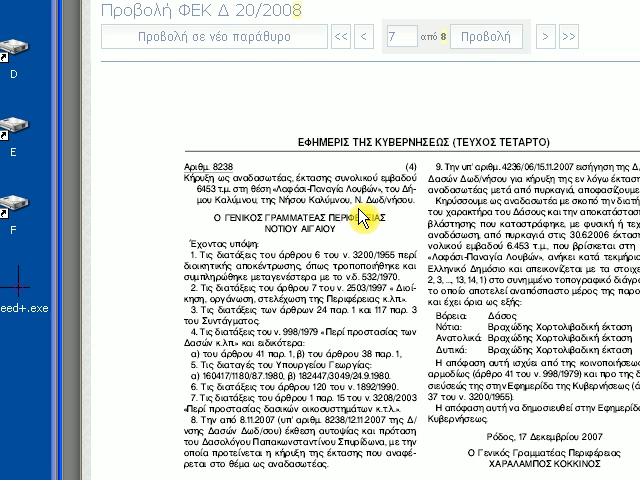 Προβολή ΦΕΚ Δ 20/2008
Προβολή σε νέο παράθυρο
<< < 7 από 8 Προβολή > >>
D
E
F
eed+.exe
ΕΦΗΜΕΡΙΣ ΤΗΣ ΚΥΒΕΡΝΗΣΕΩΣ (ΤΕΥΧΟΣ ΤΕΤΑΡΤΟ)
Αριθμ. 8238 (4)
Κήρυξη ως αναδασωτέας, έκτασης συνολικού εμβαδού
6453 τ.μ. στη θέση «Λαφάσι-Παναγία Λουβών», του Δή-
μου Καλύμνου, της Νήσου Καλύμνου, Ν. Δωδ/νήσου.
Ο ΓΕΝΙΚΟΣ ΓΡΑΜΜΑΤΕΑΣ ΠΕΡΙΦΕΡΕΙΑΣ
ΝΟΤΙΟΥ ΑΙΓΑΙΟΥ
Έχοντας υπόψη:
1. Τις διατάξεις του άρθρου 6 του ν. 3200/1955 περί
διοικητικής αποκέντρωσης, όπως τροποποιήθηκε και
συμπληρώθηκε μεταγενέστερα με το ν.δ. 532/1970.
2. Τις διατάξεις του άρθρου 7 του ν. 2503/1997 «Διοί-
κηση, οργάνωση, στελέχωση της Περιφέρειας κ.λπ».
3. Τις διατάξεις των άρθρων 24 παρ. 1 και 117 παρ. 3
του Συντάγματος.
4. Τις διατάξεις του ν. 998/1979 «Περί προστασίας των
Δασών κ.λπ» και ειδικότερα:
α) του άρθρου 41 παρ. 1, β) του άρθρου 38 παρ. 1,
5. Τις διαταγές του Υπουργείου Γεωργίας:
α) 160417/1180/8.7.1980, β) 182447/3049/24.9.1980.
6. Τις διατάξεις του άρθρου 120 του ν. 1892/1990.
7. Τις διατάξεις του άρθρου 1 παρ. 15 του ν. 3208/2003
«Περί προστασίας δασικών οικοσυστημάτων κ.τ.λ.».
8. Την από 8.11.2007 (υπ' αριθμ. 8238/12.11.2007 της Δ/
νσης Δασών Δωδ/σου) έκθεση αυτοψίας και πρόταση
του Δασολόγου Παπακωνσταντίνου Σπυρίδωνα, με την
οποία προτείνεται η κήρυξη της έκτασης που αναφέ-
ρεται στο θέμα ως αναδασωτέας.
9. Την υπ' αριθμ. 4236/06/15.11.2007 εισήγηση της Δ/
Δασών Δωδ/νήσου για κήρυξη της εν λόγω έκταση
αναδασωτέας μετά από πυρκαγιά, αποφασίζουμε
Κηρύσσουμε ως αναδασωτέα με σκοπό την διατή
του χαρακτήρα του Δάσους και την αποκατάσταση
βλάστησης που καταστράφηκε, με φυσική ή τεχ
αναδάσωση, από πυρκαγιά στις 30.6.2006 έκταση
νολικού εμβαδού 6.453 τ.μ., που βρίσκεται στη
«Λαφάσι-Παναγία Λουβών», ανήκει κατά τεκμήριο
Ελληνικό Δημόσιο και απεικονίζεται με τα στοιχε
2, 3, ..., 13, 14, 1) στο συνημμένο τοπογραφικό διάγρα
το οποίο αποτελεί αναπόσπαστο μέρος της παρο
και έχει όρια ως εξής:
Βόρεια: Δάσος
Νότια: Βραχώδης Χορτολιβαδική έκταση
Ανατολικά: Βραχώδης Χορτολιβαδική έκταση
Δυτικά: Βραχώδης Χορτολιβαδική έκταση
Η απόφαση αυτή ισχύει από της κοινοποιήσεως
αρμοδίως (άρθρο 41 του ν. 998/1979) και προ της δ
σιεύσεώς της στην Εφημερίδα της Κυβερνήσεως (ά
37 του ν. 3200/1955).
Η απόφαση αυτή να δημοσιευθεί στην Εφημερίδ
Κυβερνήσεως.
Ρόδος, 17 Δεκεμβρίου 2007
Ο Γενικός Γραμματέας Περιφέρειας
ΧΑΡΑΛΑΜΠΟΣ ΚΟΚΚΙΝΟΣ